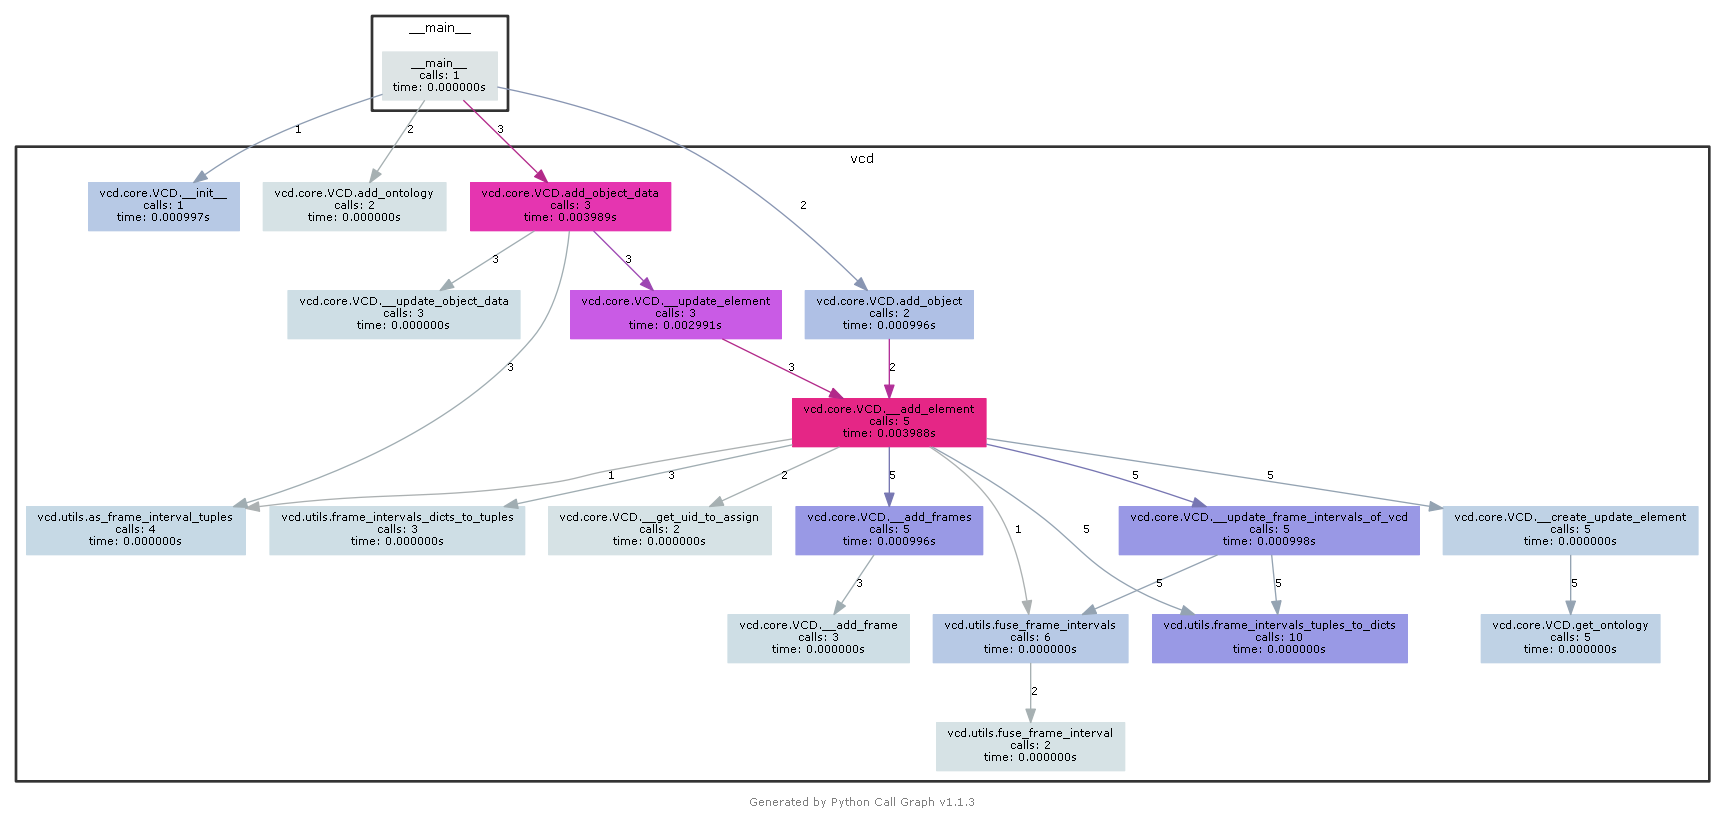 __main__
__main__
calls: 1
time: 0.000000s
1
2
3
2
vcd
vcd.core.VCD.__init__
calls: 1
time: 0.000997s
vcd.core.VCD.add_ontology
calls: 2
time: 0.000000s
vcd.core.VCD.add_object_data
calls: 3
time: 0.003989s
3
3
3
vcd.core.VCD.__update_object_data
calls: 3
time: 0.000000s
vcd.core.VCD.__update_element
calls: 3
time: 0.002991s
vcd.core.VCD.add_object
calls: 2
time: 0.000996s
3
2
vcd.core.VCD.__add_element
calls: 5
time: 0.003988s
1
3
2
5
1
5
5
5
vcd.utils.as_frame_interval_tuples
calls: 4
time: 0.000000s
vcd.utils.frame_intervals_dicts_to_tuples
calls: 3
time: 0.000000s
vcd.core.VCD.__get_uid_to_assign
calls: 2
time: 0.000000s
vcd.core.VCD.__add_frames
calls: 5
time: 0.000996s
vcd.core.VCD.__update_frame_intervals_of_vcd
calls: 5
time: 0.000998s
vcd.core.VCD.__create_update_element
calls: 5
time: 0.000000s
3
5
5
5
vcd.core.VCD.__add_frame
calls: 3
time: 0.000000s
vcd.utils.fuse_frame_intervals
calls: 6
time: 0.000000s
vcd.utils.frame_intervals_tuples_to_dicts
calls: 10
time: 0.000000s
vcd.core.VCD.get_ontology
calls: 5
time: 0.000000s
2
vcd.utils.fuse_frame_interval
calls: 2
time: 0.000000s
Generated by Python Call Graph v1.1.3